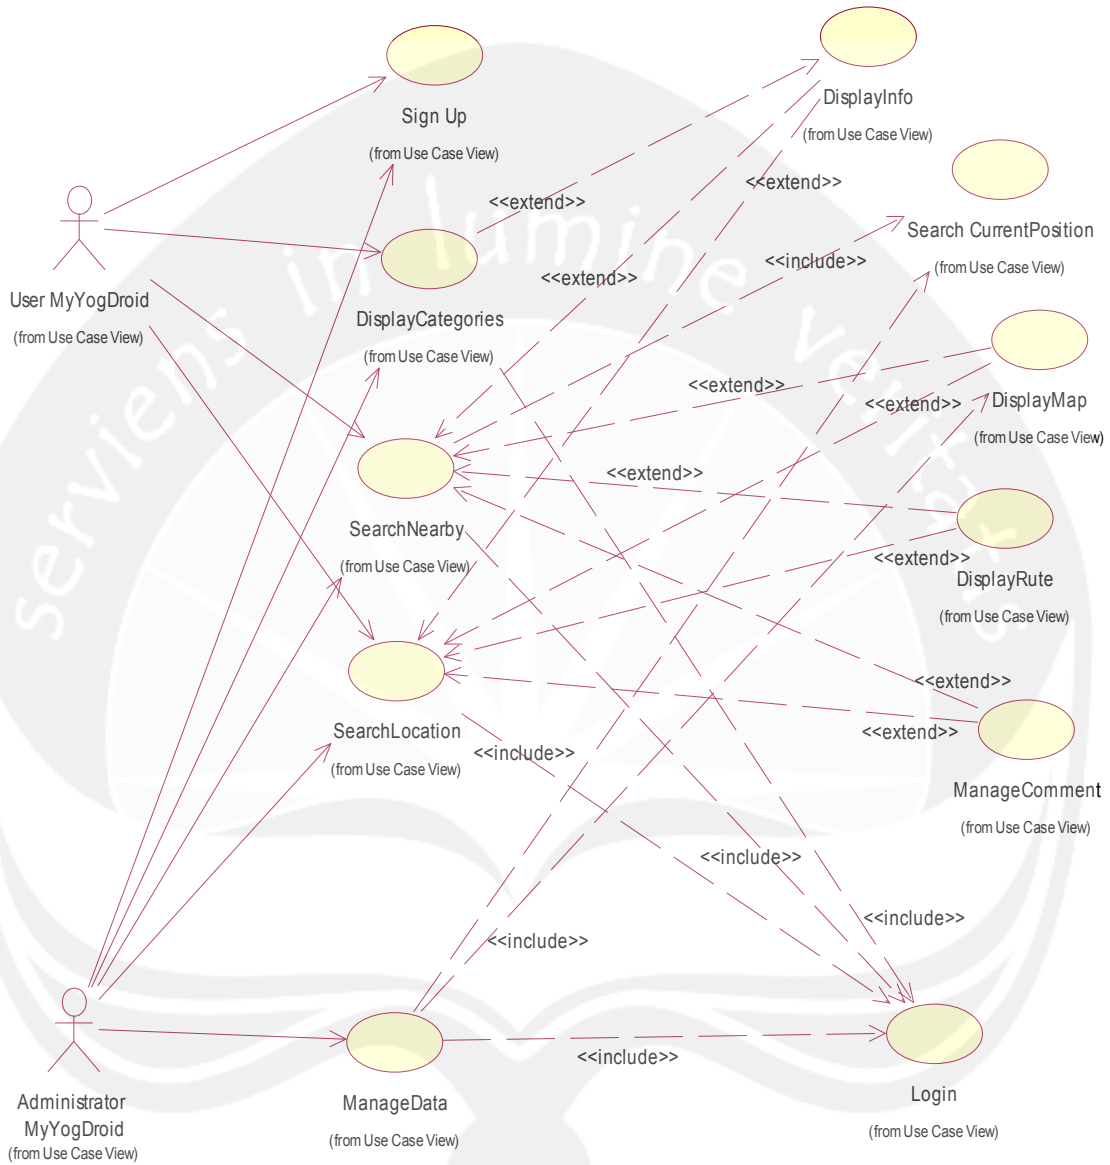 DisplayInfo
(from Use Case View)
Sign Up
(from Use Case View)
<<extend>>
<<extend>>
Search CurrentPosition
(from Use Case View)
<<include>>
<<extend>>
User MyYogDroid
(from Use Case View)
DisplayCategories
(from Use Case View)
<<extend>>
<<extend>>
DisplayMap
(from Use Case View)
<<extend>>
SearchNearby
(from Use Case View)
<<extend>>
DisplayRute
(from Use Case View)
<<extend>>
<<extend>>
SearchLocation
(from Use Case View)
<<include>>
ManageComment
(from Use Case View)
<<include>>
<<include>>
<<include>>
<<include>>
Administrator
MyYogDroid
(from Use Case View)
ManageData
(from Use Case View)
Login
(from Use Case View)
serviens in lumine veritatis